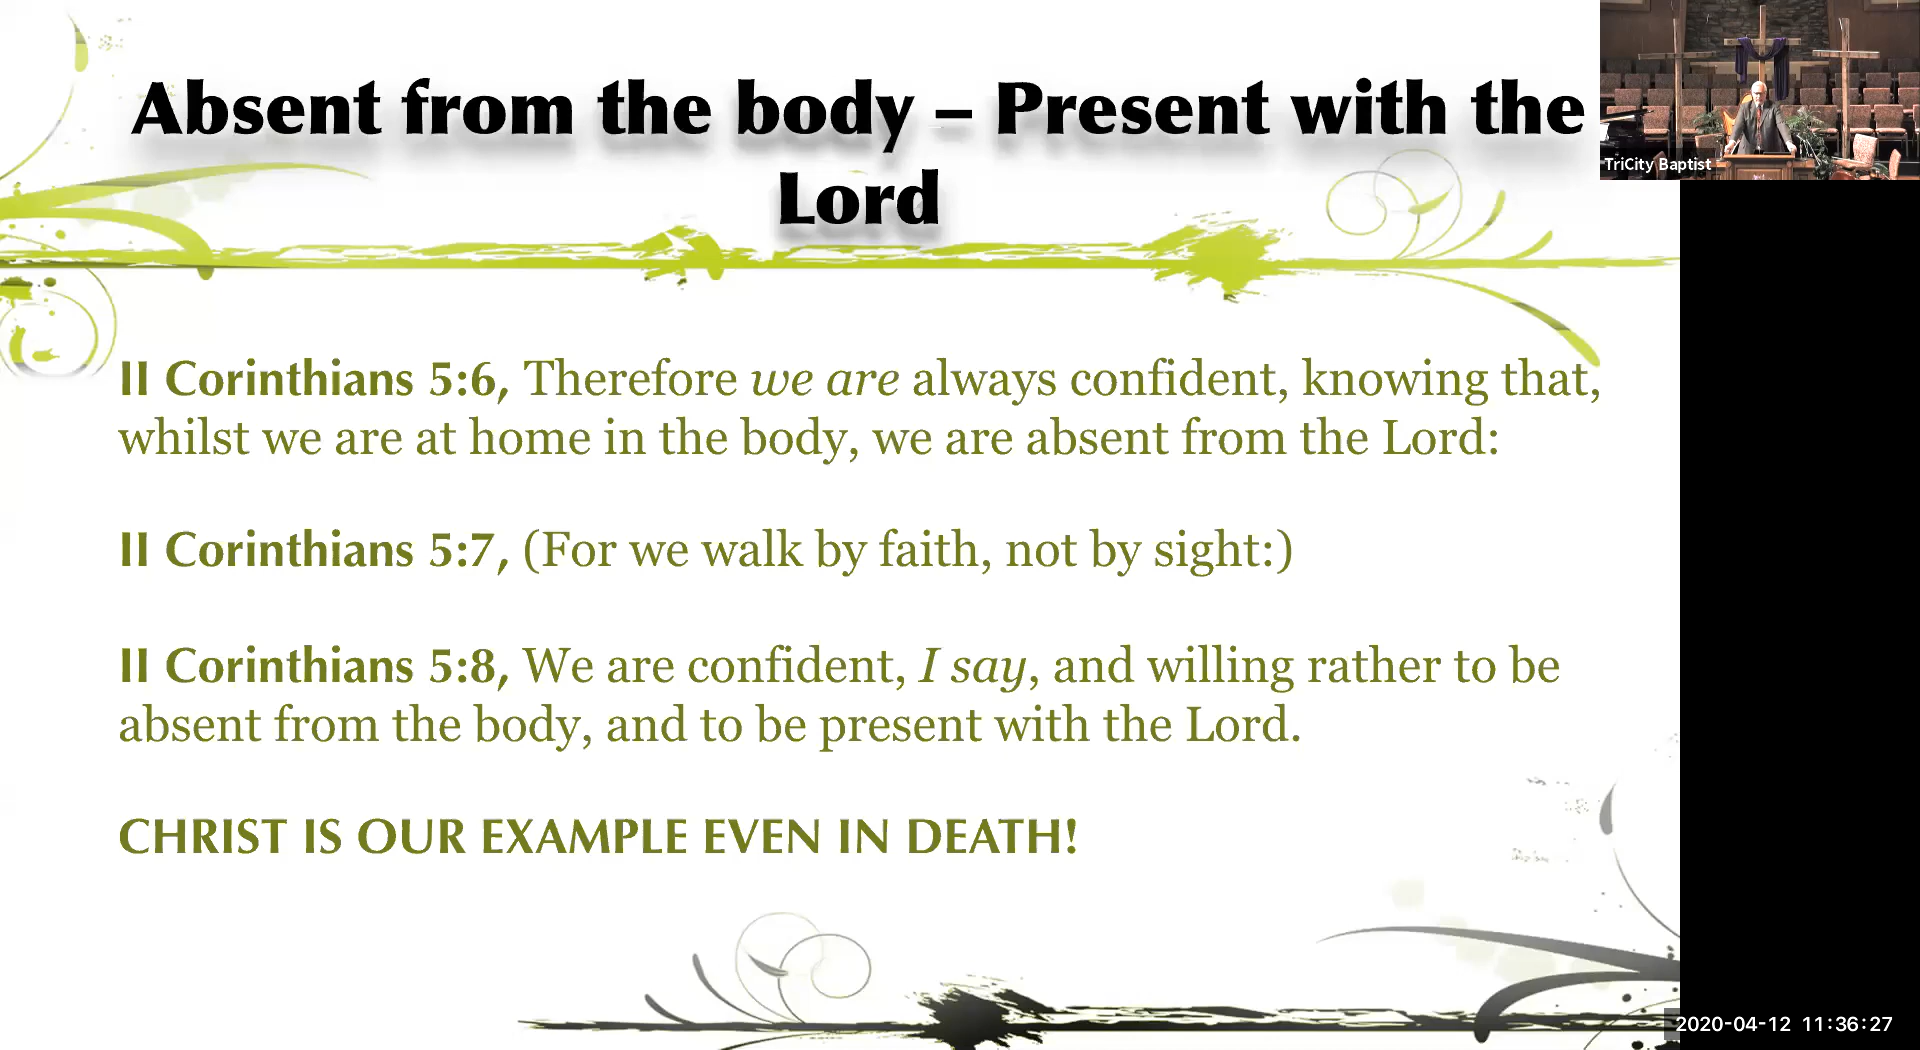 Absent from the body – Present with the
Lord
TriCity Baptist
II Corinthians 5:6, Therefore we are always confident, knowing that,
whilst we are at home in the body, we are absent from the Lord:
II Corinthians 5:7, (For we walk by faith, not by sight:)
II Corinthians 5:8, We are confident, I say, and willing rather to be
absent from the body, and to be present with the Lord.
CHRIST IS OUR EXAMPLE EVEN IN DEATH!
2020-04-12 11:36:27